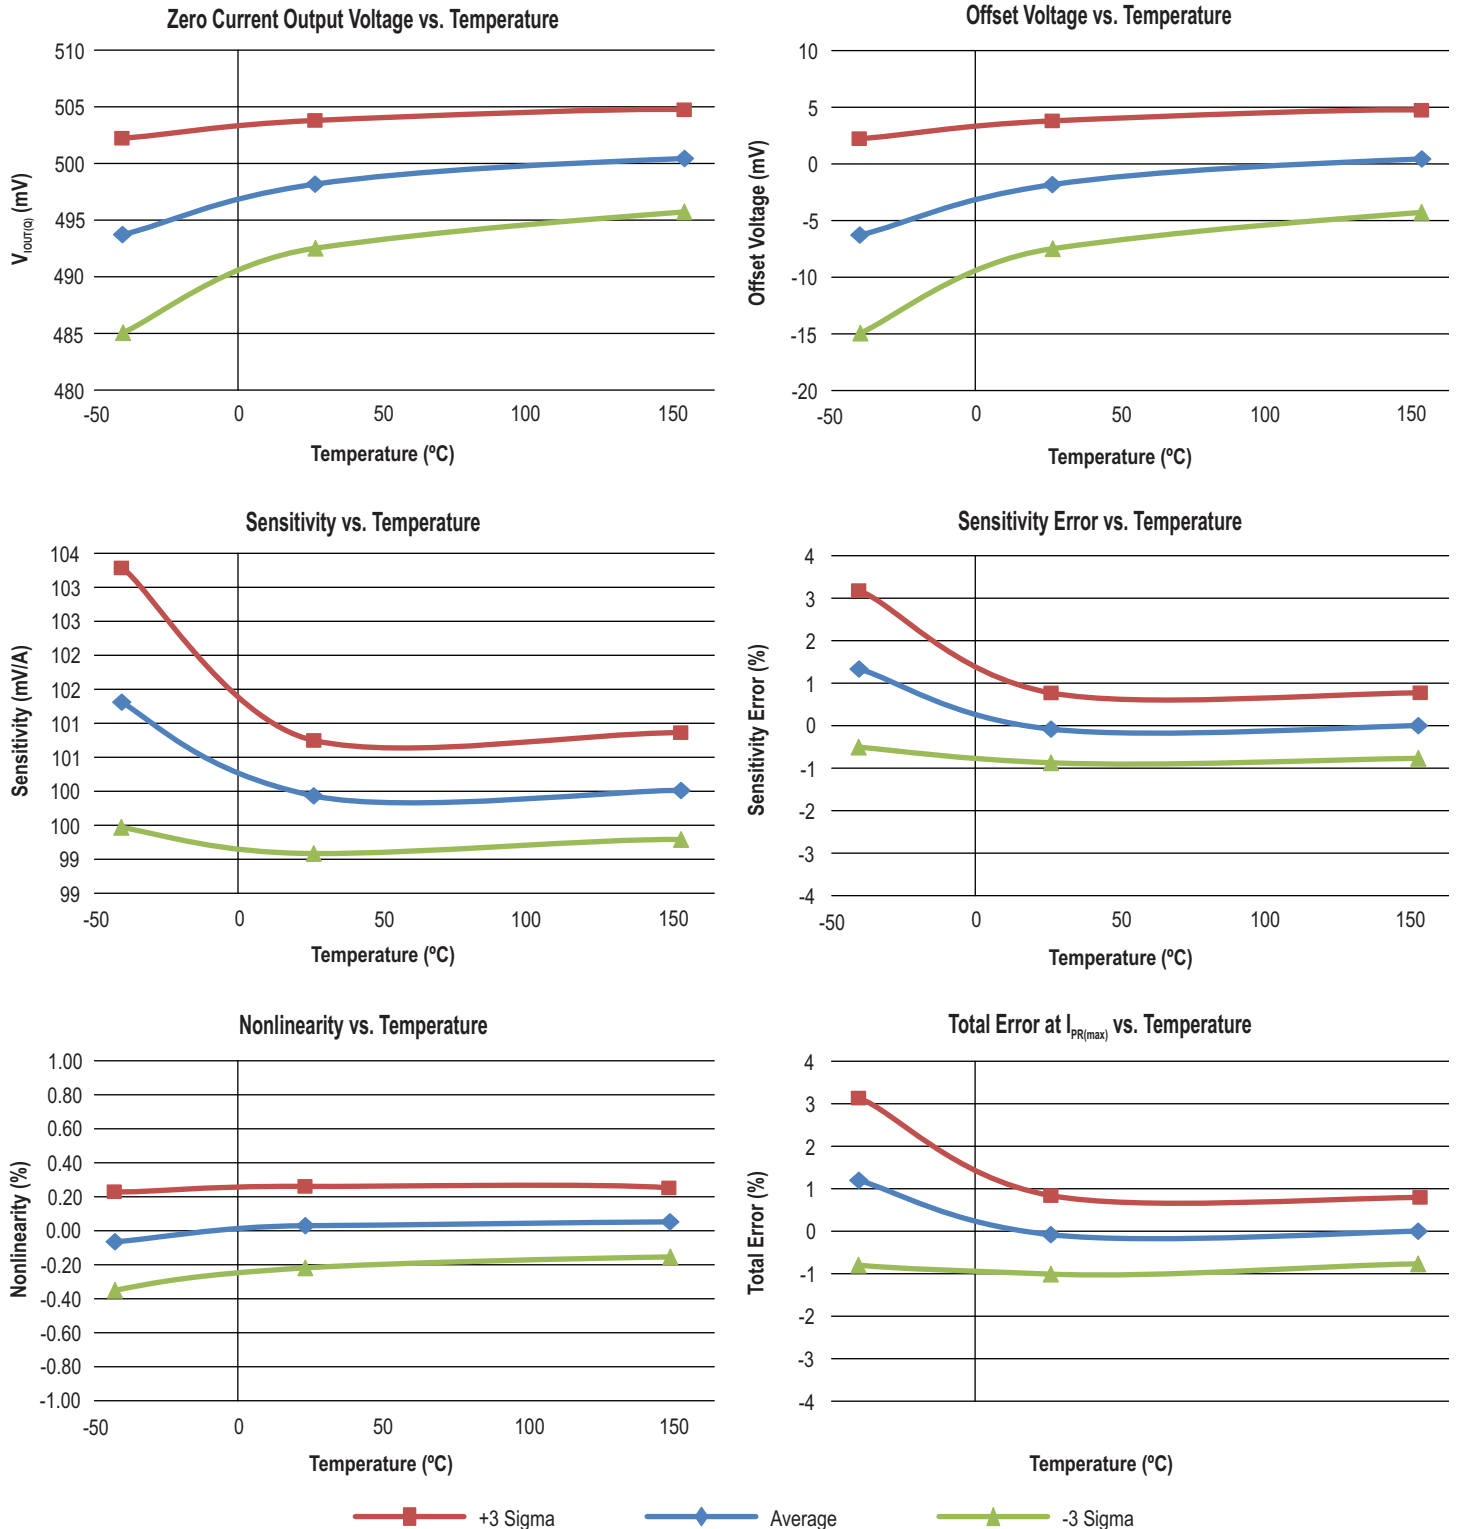 Zero Current Output Voltage vs. Temperature
510
505
500
495
490
485
480
-50 0 50 100 150
VIOUT(Q) (mV)
Temperature (ºC)
Offset Voltage vs. Temperature
10
5
0
-5
-10
-15
-20
-50 0 50 100 150
Offset Voltage (mV)
Temperature (ºC)
Sensitivity vs. Temperature
104
103
103
102
102
101
101
100
100
99
99
-50 0 50 100 150
Sensitivity (mV/A)
Temperature (ºC)
Sensitivity Error vs. Temperature
4
3
2
1
0
-1
-2
-3
-4
-50 0 50 100 150
Sensitivity Error (%)
Temperature (ºC)
Nonlinearity vs. Temperature
1.00
0.80
0.60
0.40
0.20
0.00
-0.20
-0.40
-0.60
-0.80
-1.00
-50 0 50 100 150
Nonlinearity (%)
Temperature (ºC)
Total Error at IPR(max) vs. Temperature
4
3
2
1
0
-1
-2
-3
-4
Total Error (%)
Temperature (ºC)
+3 Sigma Average -3 Sigma